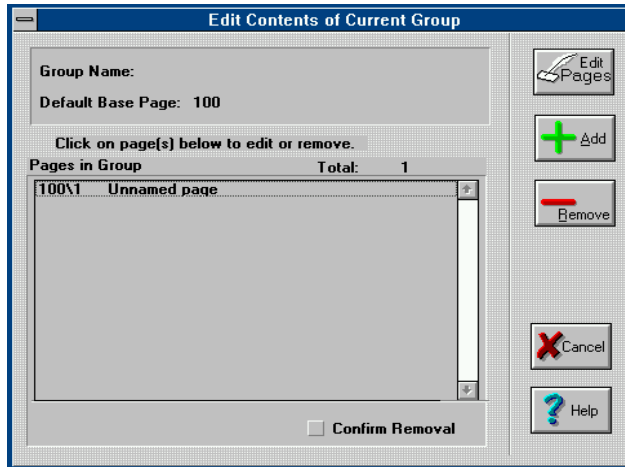 Edit Contents of Current Group
Group Name:
Default Base Page: 100
Click on page(s) below to edit or remove.
Pages in Group Total: 1
100\1 Unnamed page
Confirm Removal
Edit
Pages
Add
Remove
Cancel
Help